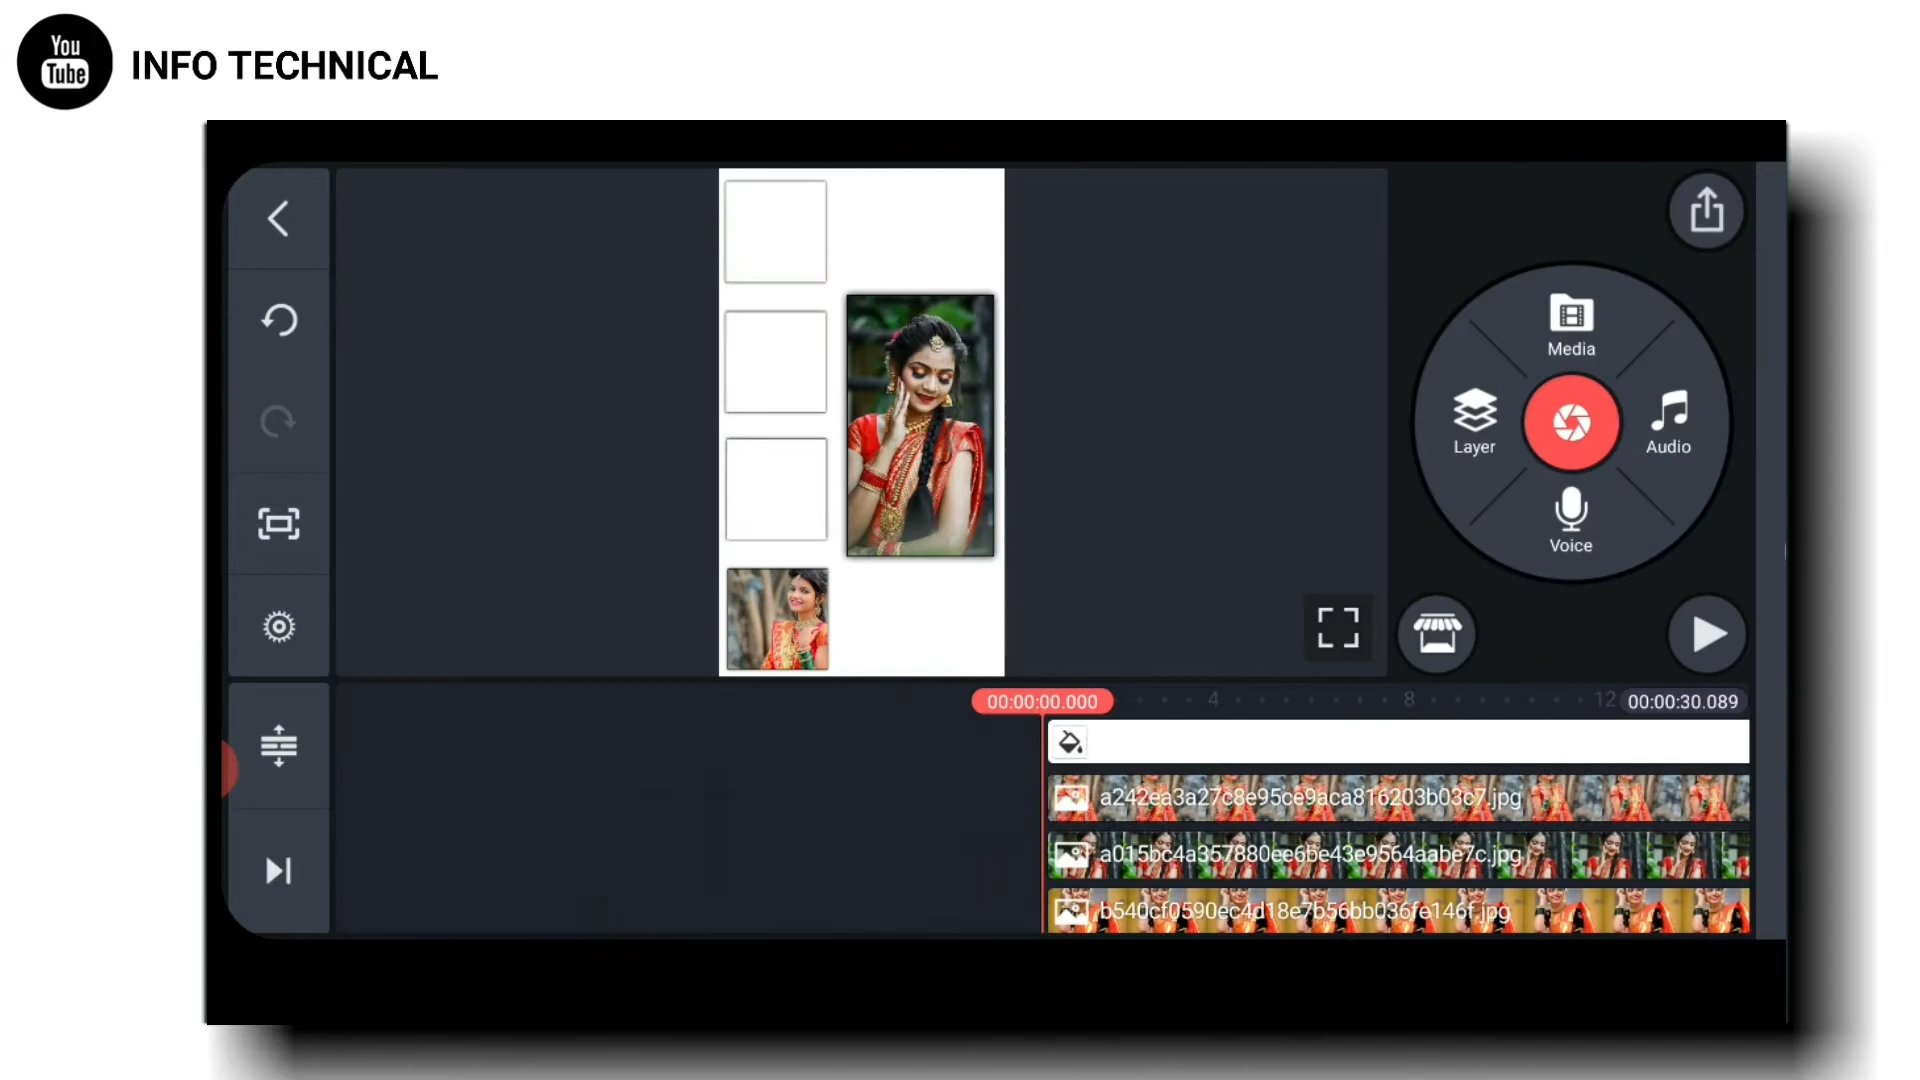 You
Tube
INFO TECHNICAL
Media
Layer
Audio
Voice
00:00:00.000
4
8
12
00:00:30.089
a242ea3a27c8e95ce9aca816203b03c7.jpg
a015bc4a357880ee6be43e9564aabe7c.jpg
b540cf0590ec4d18e7b56bb036fe146f.jpg